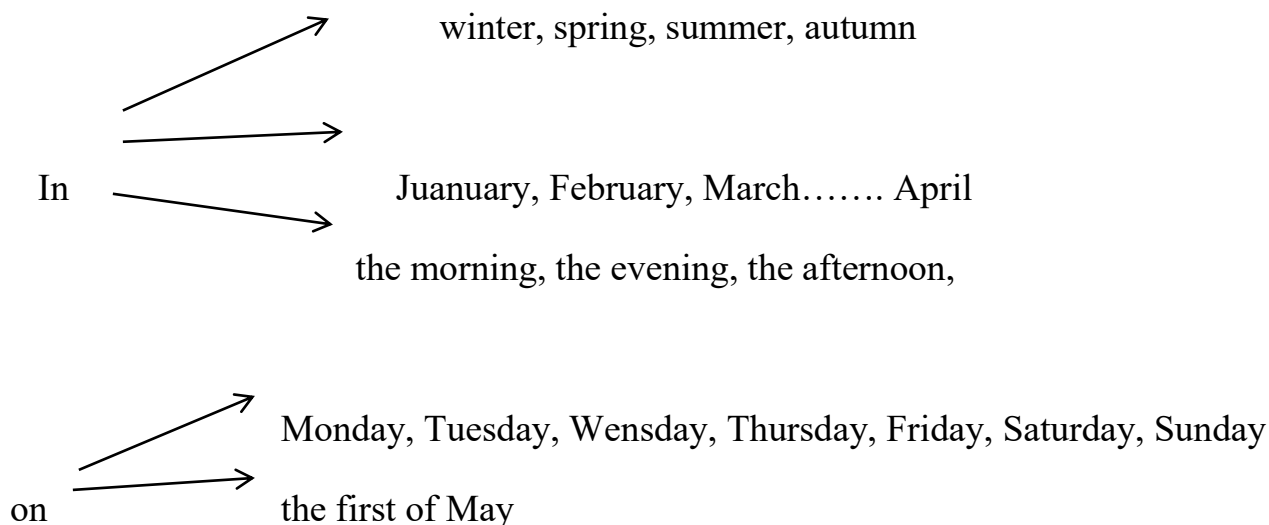 winter, spring, summer, autumn
In Juanuary, February, March……. April
the morning, the evening, the afternoon,
Monday, Tuesday, Wensday, Thursday, Friday, Saturday, Sunday
on the first of May